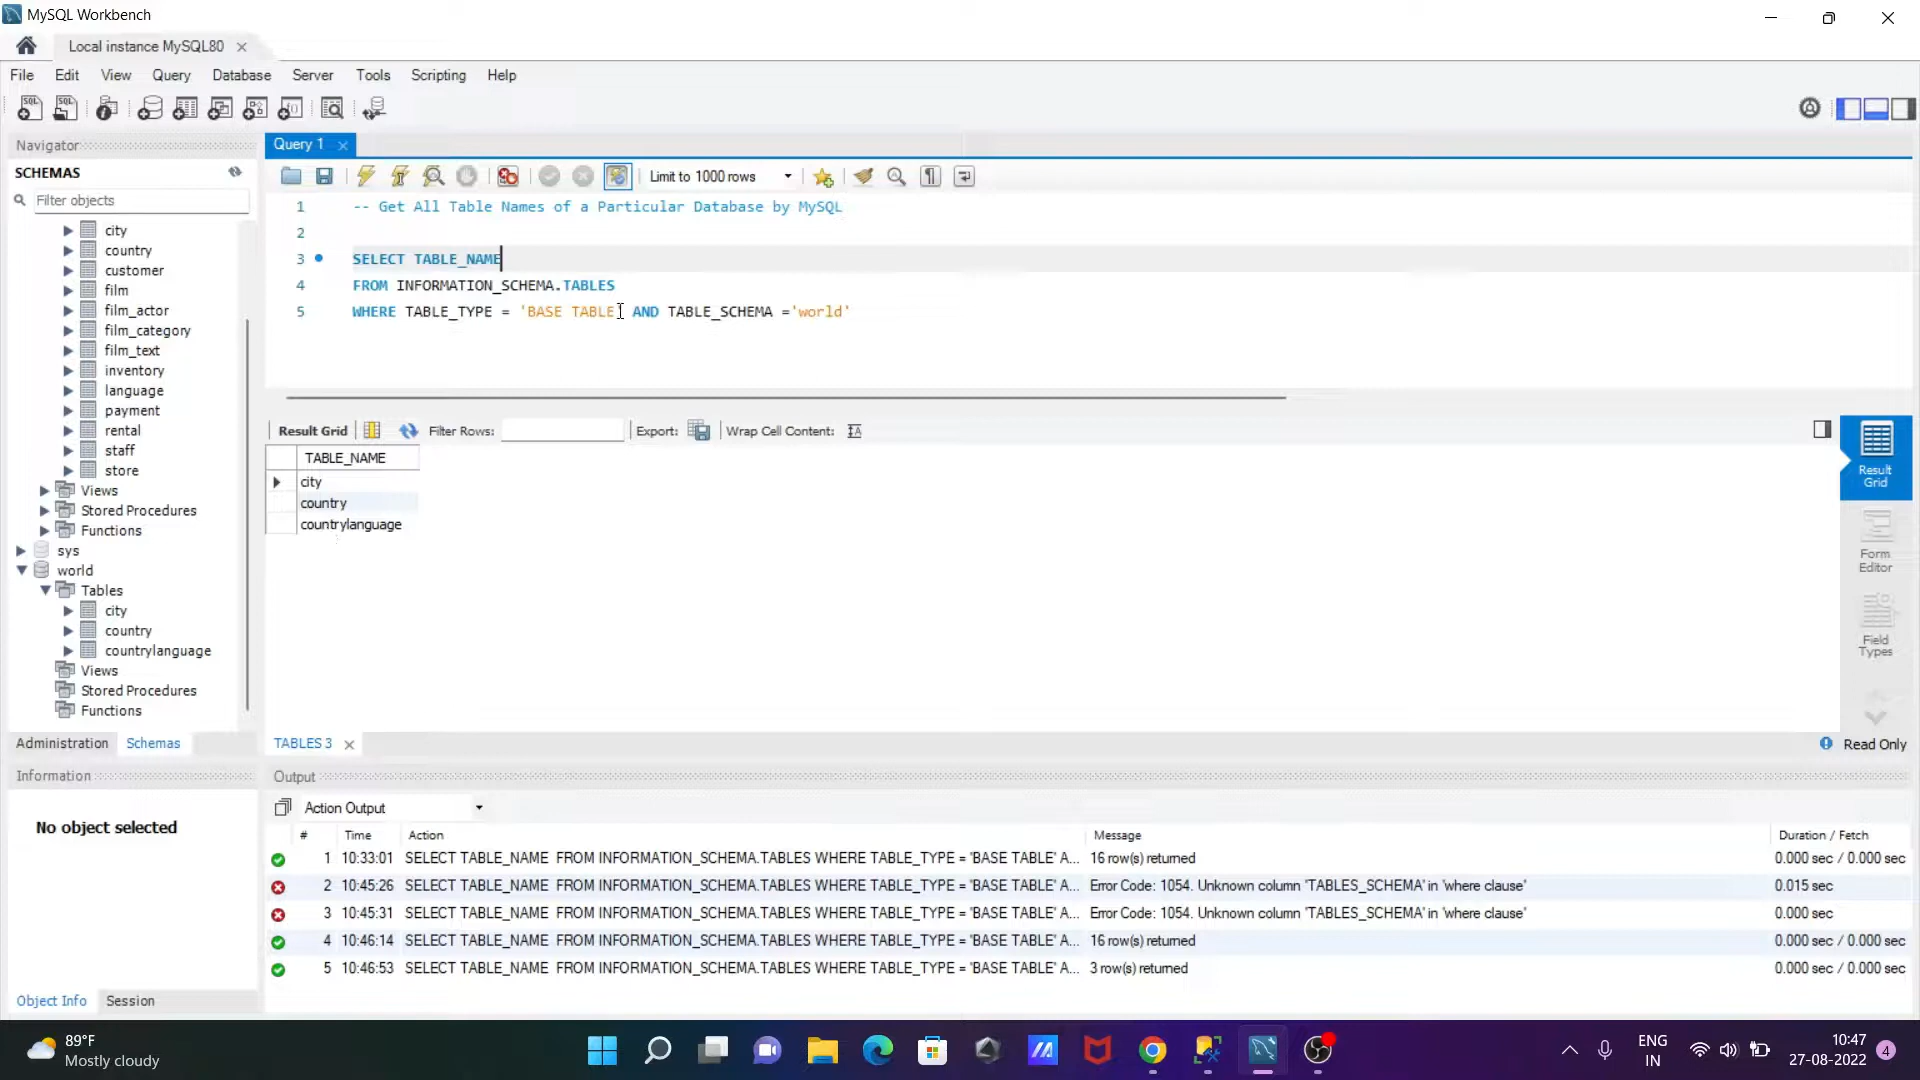 MySQL Workbench
Local instance MySQL80
File Edit View Query Database Server Tools Scripting Help
Navigator
SCHEMAS
Filter objects
city
country
customer
film
film_actor
film_category
film_text
inventory
language
payment
rental
staff
store
Views
Stored Procedures
Functions
sys
world
Tables
city
country
countrylanguage
Views
Stored Procedures
Functions
Administration Schemas
Information
No object selected
Object Info Session
Query 1
Limit to 1000 rows
1 -- Get All Table Names of a Particular Database by MySQL
2
3 SELECT TABLE_NAME
4 FROM INFORMATION_SCHEMA.TABLES
5 WHERE TABLE_TYPE = 'BASE TABLE' AND TABLE_SCHEMA ='world'
Result Grid Filter Rows: Export: Wrap Cell Content:
TABLE_NAME
city
country
countrylanguage
Result
Grid
Form
Editor
Field
Types
TABLES 3
Read Only
Output
Action Output
# Time Action Message Duration / Fetch
1 10:33:01 SELECT TABLE_NAME FROM INFORMATION_SCHEMA.TABLES WHERE TABLE_TYPE = 'BASE TABLE' A... 16 row(s) returned 0.000 sec / 0.000 sec
2 10:45:26 SELECT TABLE_NAME FROM INFORMATION_SCHEMA.TABLES WHERE TABLE_TYPE = 'BASE TABLE' A... Error Code: 1054. Unknown column 'TABLES_SCHEMA' in 'where clause' 0.015 sec
3 10:45:31 SELECT TABLE_NAME FROM INFORMATION_SCHEMA.TABLES WHERE TABLE_TYPE = 'BASE TABLE' A... Error Code: 1054. Unknown column 'TABLES_SCHEMA' in 'where clause' 0.000 sec
4 10:46:14 SELECT TABLE_NAME FROM INFORMATION_SCHEMA.TABLES WHERE TABLE_TYPE = 'BASE TABLE' A... 16 row(s) returned 0.000 sec / 0.000 sec
5 10:46:53 SELECT TABLE_NAME FROM INFORMATION_SCHEMA.TABLES WHERE TABLE_TYPE = 'BASE TABLE' A... 3 row(s) returned 0.000 sec / 0.000 sec
89°F
Mostly cloudy
ENG
IN
10:47
27-08-2022
4